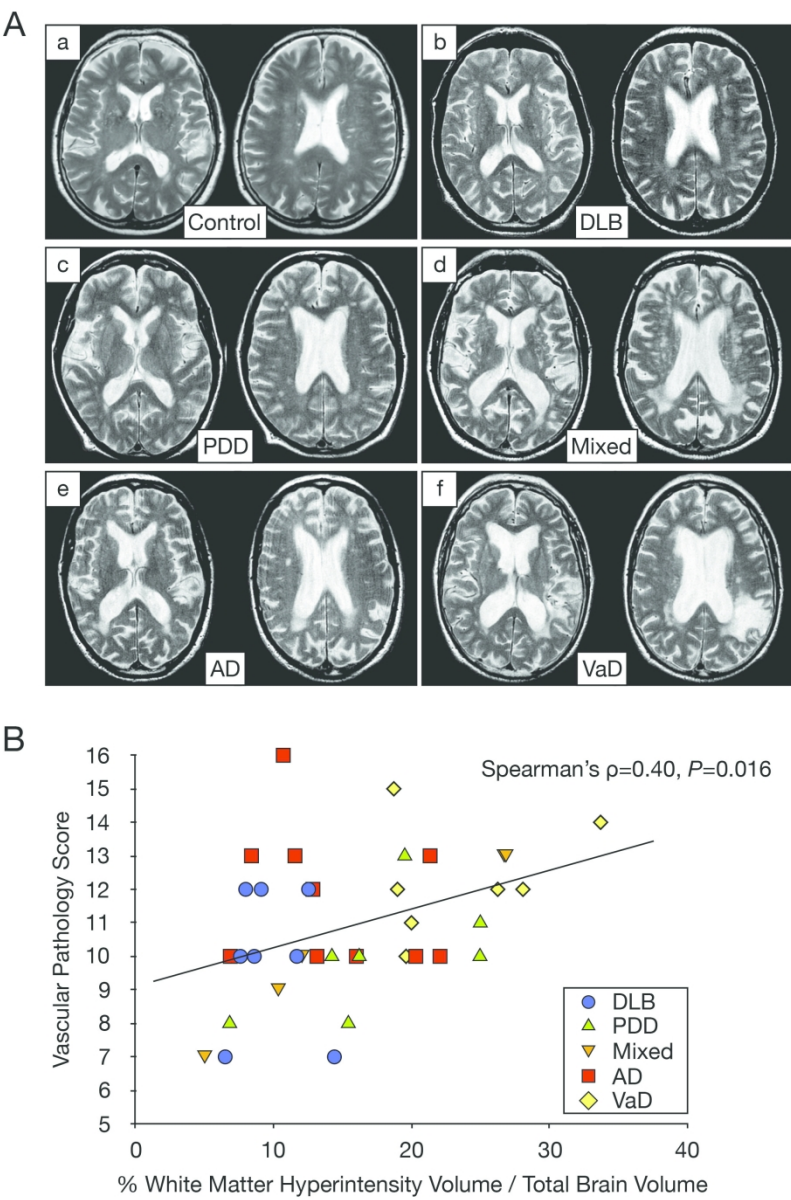 A
a
b
Control
DLB
c
d
PDD
Mixed
e
f
AD
VaD
B
Spearman's ρ=0.40, P=0.016
Vascular Pathology Score
16
15
14
13
12
11
10
9
8
7
6
5
0
10
20
30
40
DLB
PDD
Mixed
AD
VaD
% White Matter Hyperintensity Volume / Total Brain Volume